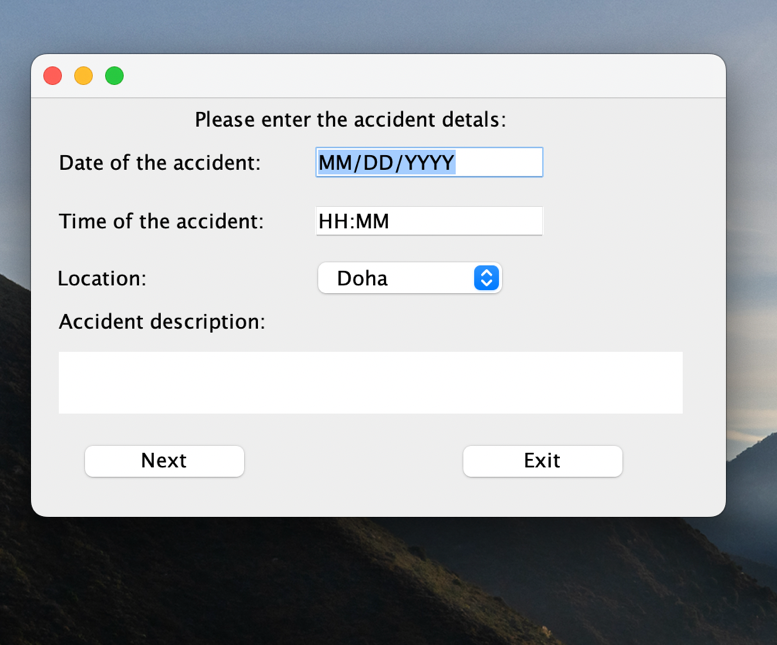 Please enter the accident detals:
Date of the accident: MM/DD/YYYY
Time of the accident: HH:MM
Location: Doha
Accident description:
Next Exit